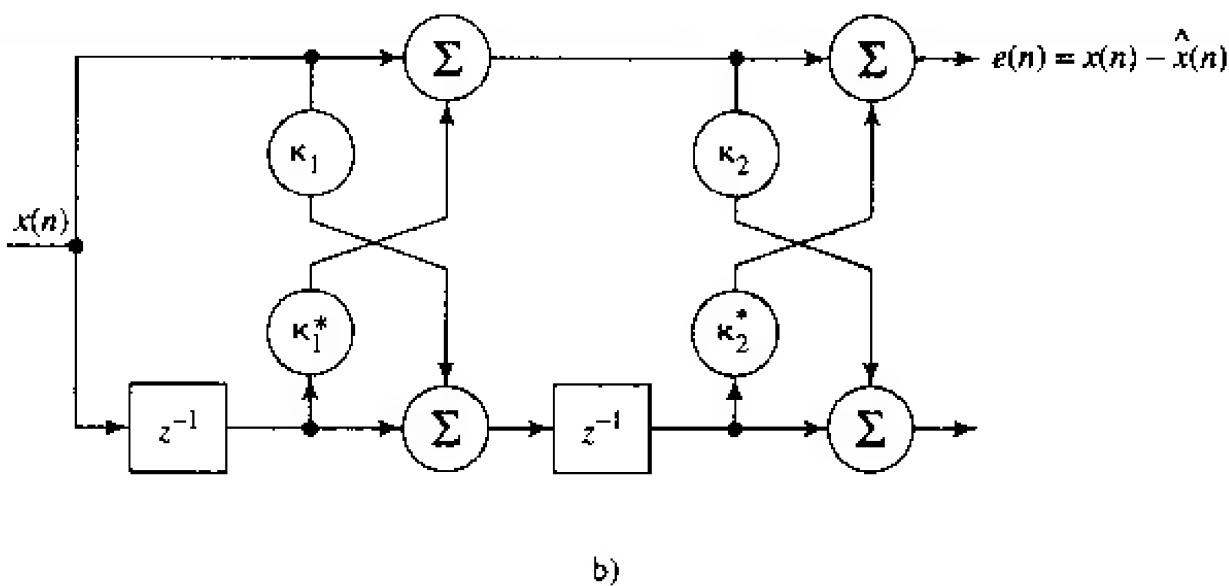 Σ Σ e(n) = x(n) − x̂(n)
κ₁ κ₂
x(n)
κ₁* κ₂*
z⁻¹ Σ z⁻¹ Σ
b)